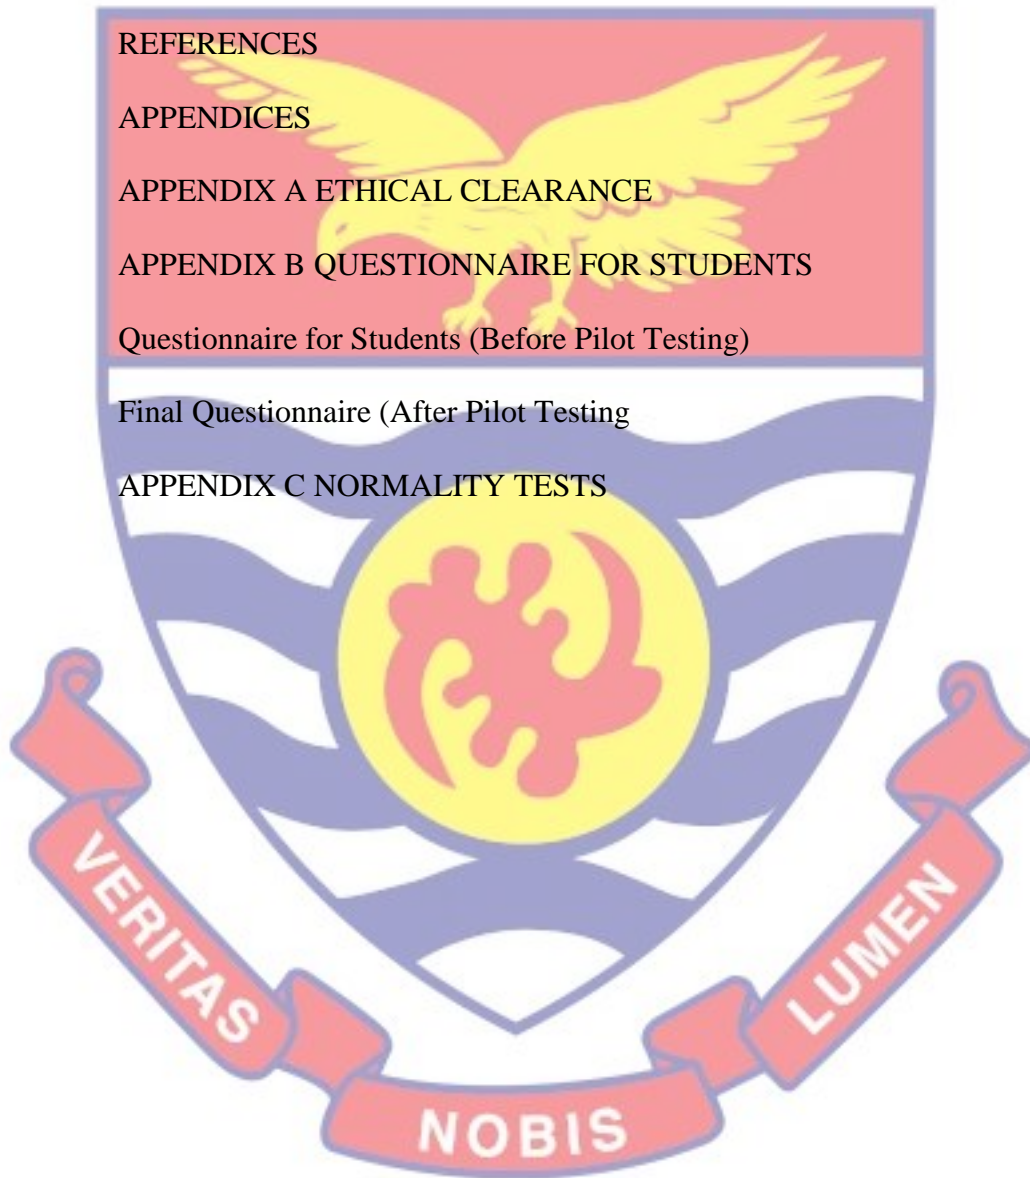 REFERENCES
APPENDICES
APPENDIX A ETHICAL CLEARANCE
APPENDIX B QUESTIONNAIRE FOR STUDENTS
Questionnaire for Students (Before Pilot Testing)
Final Questionnaire (After Pilot Testing
APPENDIX C NORMALITY TESTS
VERITAS
NOBIS
LUMEN